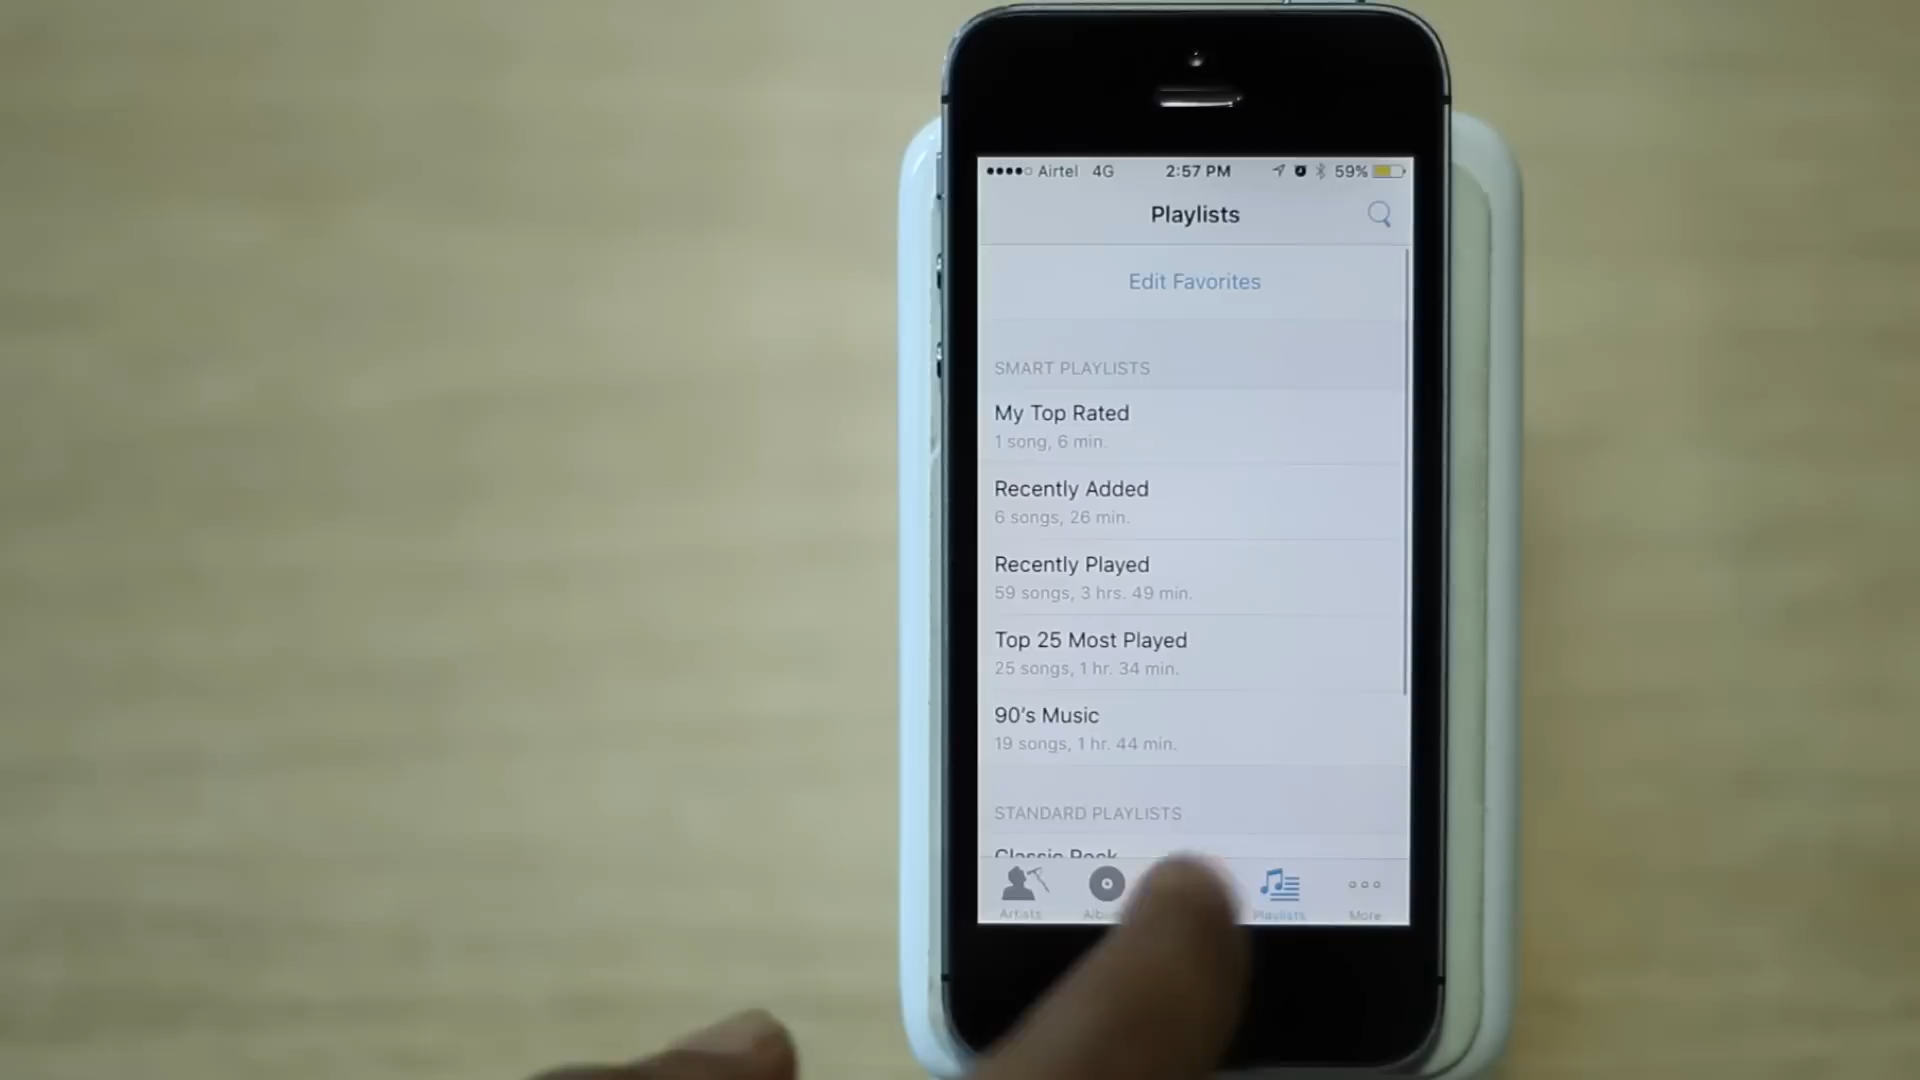 Airtel 4G 2:57 PM 59%
Playlists
Edit Favorites
SMART PLAYLISTS
My Top Rated
1 song, 6 min.
Recently Added
6 songs, 26 min.
Recently Played
59 songs, 3 hrs. 49 min.
Top 25 Most Played
25 songs, 1 hr. 34 min.
90's Music
19 songs, 1 hr. 44 min.
STANDARD PLAYLISTS
Classic Rock
Artists Playlists More